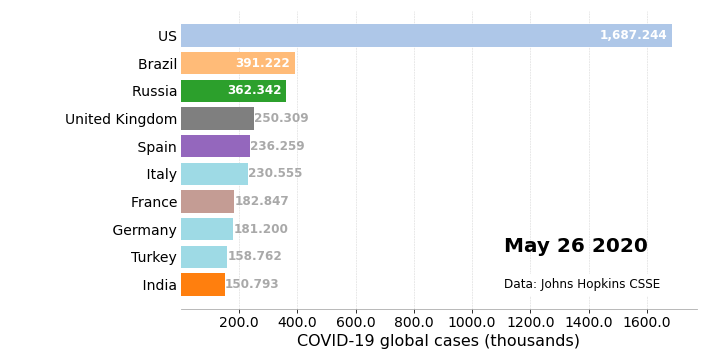 US 1,687.244
Brazil 391.222
Russia 362.342
United Kingdom 250.309
Spain 236.259
Italy 230.555
France 182.847
Germany 181.200
Turkey 158.762
India 150.793
May 26 2020
Data: Johns Hopkins CSSE
200.0 400.0 600.0 800.0 1000.0 1200.0 1400.0 1600.0
COVID-19 global cases (thousands)